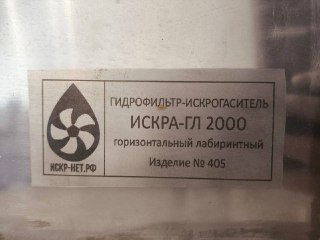 ГИДРОФИЛЬТР-ИСКРОГАСИТЕЛЬ
ИСКРА-ГЛ 2000
горизонтальный лабиринтный
Изделие № 405
ИСКР-НЕТ.РФ